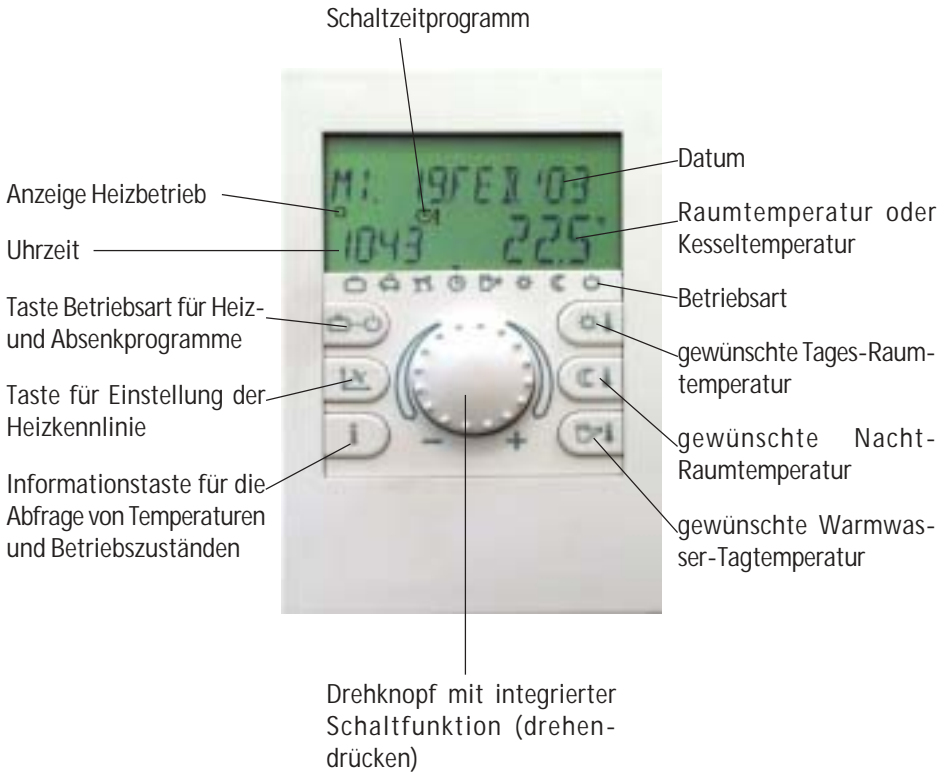 Schaltzeitprogramm
MI. 19FEB '03
1043 22.5°
- +
Anzeige Heizbetrieb
Uhrzeit
Taste Betriebsart für Heiz-
und Absenkprogramme
Taste für Einstellung der
Heizkennlinie
Informationstaste für die
Abfrage von Temperaturen
und Betriebszuständen
Datum
Raumtemperatur oder
Kesseltemperatur
Betriebsart
gewünschte Tages-Raum-
temperatur
gewünschte Nacht-
Raumtemperatur
gewünschte Warmwas-
ser-Tagtemperatur
Drehknopf mit integrierter
Schaltfunktion (drehen-
drücken)